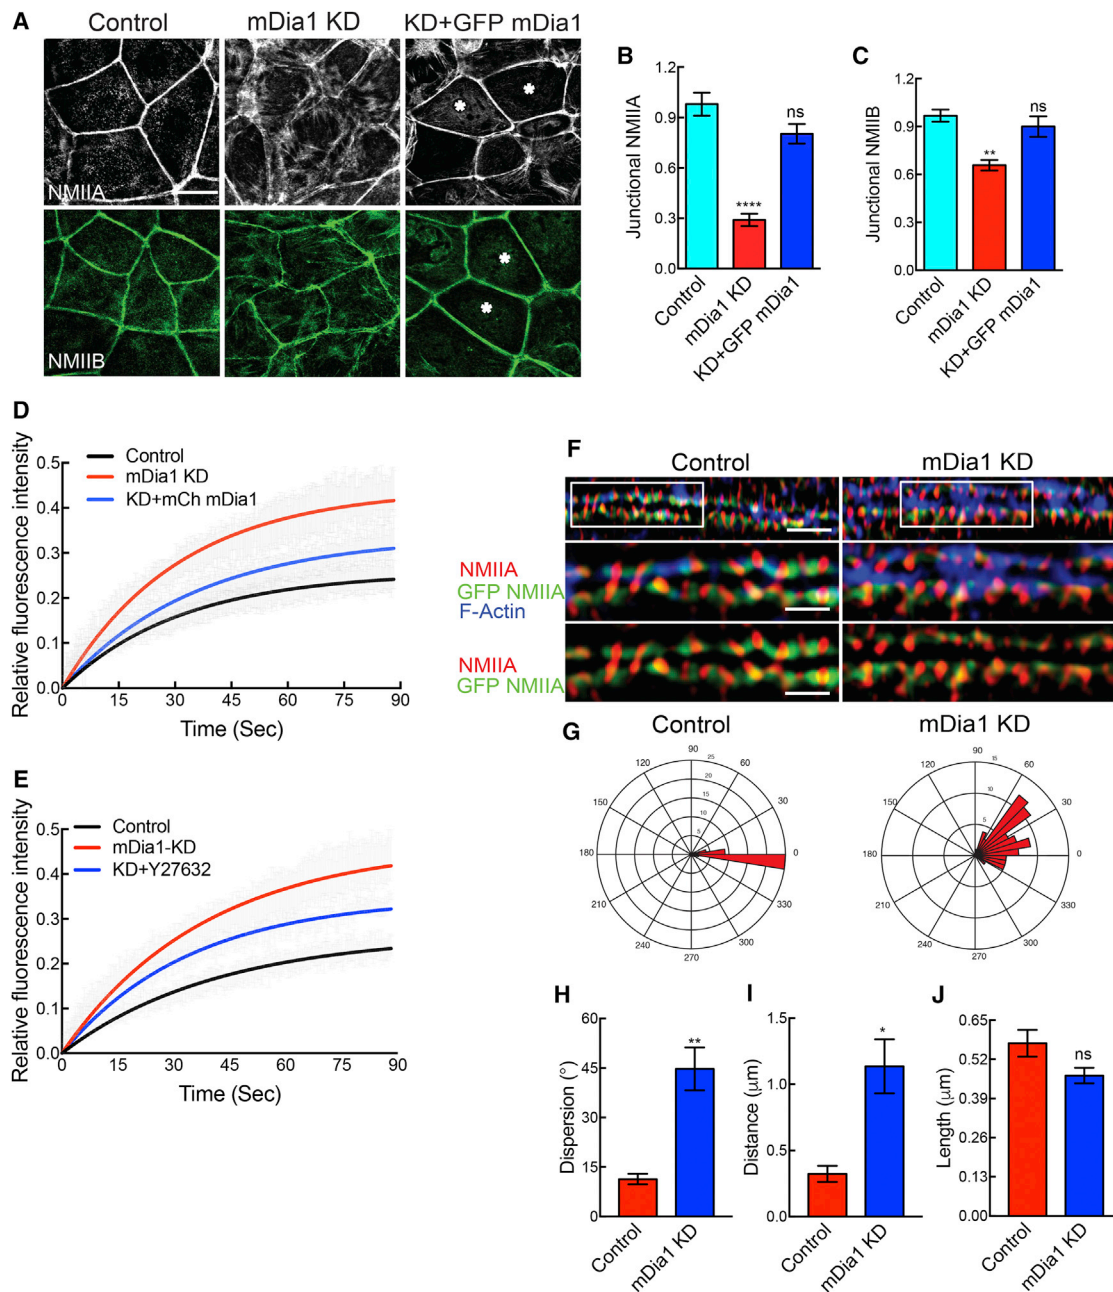 A
Control
mDia1 KD
KD+GFP mDia1
NMIIA
NMIIB
B
Junctional NMIIA
1.2
0.9
0.6
0.3
0.0
****
ns
Control
mDia1 KD
KD+GFP mDia1
C
Junctional NMIIB
1.2
0.9
0.6
0.3
0.0
**
ns
Control
mDia1 KD
KD+GFP mDia1
D
Relative fluorescence intensity
0.5
0.4
0.3
0.2
0.1
0.0
Control
mDia1 KD
KD+mCh mDia1
0 15 30 45 60 75 90
Time (Sec)
E
Relative fluorescence intensity
0.5
0.4
0.3
0.2
0.1
0.0
Control
mDia1-KD
KD+Y27632
0 15 30 45 60 75 90
Time (Sec)
F
Control
mDia1 KD
NMIIA
GFP NMIIA
F-Actin
NMIIA
GFP NMIIA
G
Control
90
60
30
0
330
300
270
240
210
180
150
120
25
20
15
10
5
mDia1 KD
90
60
30
0
330
300
270
240
210
180
150
120
15
10
5
H
Dispersion (°)
60
45
30
15
0
**
Control
mDia1 KD
I
Distance (μm)
1.5
1.0
0.5
0.0
*
Control
mDia1 KD
J
Length (μm)
0.65
0.52
0.39
0.26
0.13
0.00
ns
Control
mDia1 KD